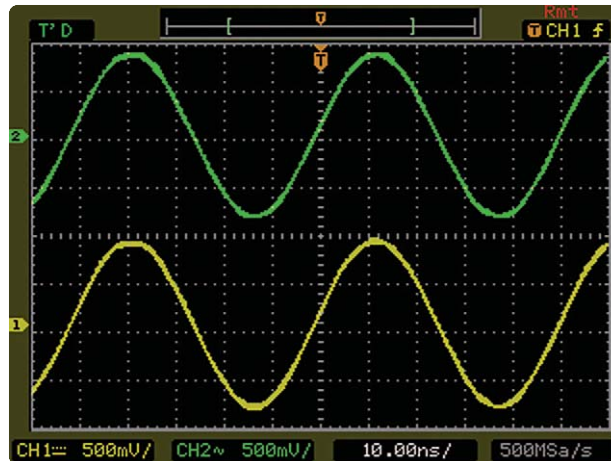 Rmt
T' D T CH1
T
2
1
CH1 500mV/ CH2~ 500mV/ 10.00ns/ 500MSa/s